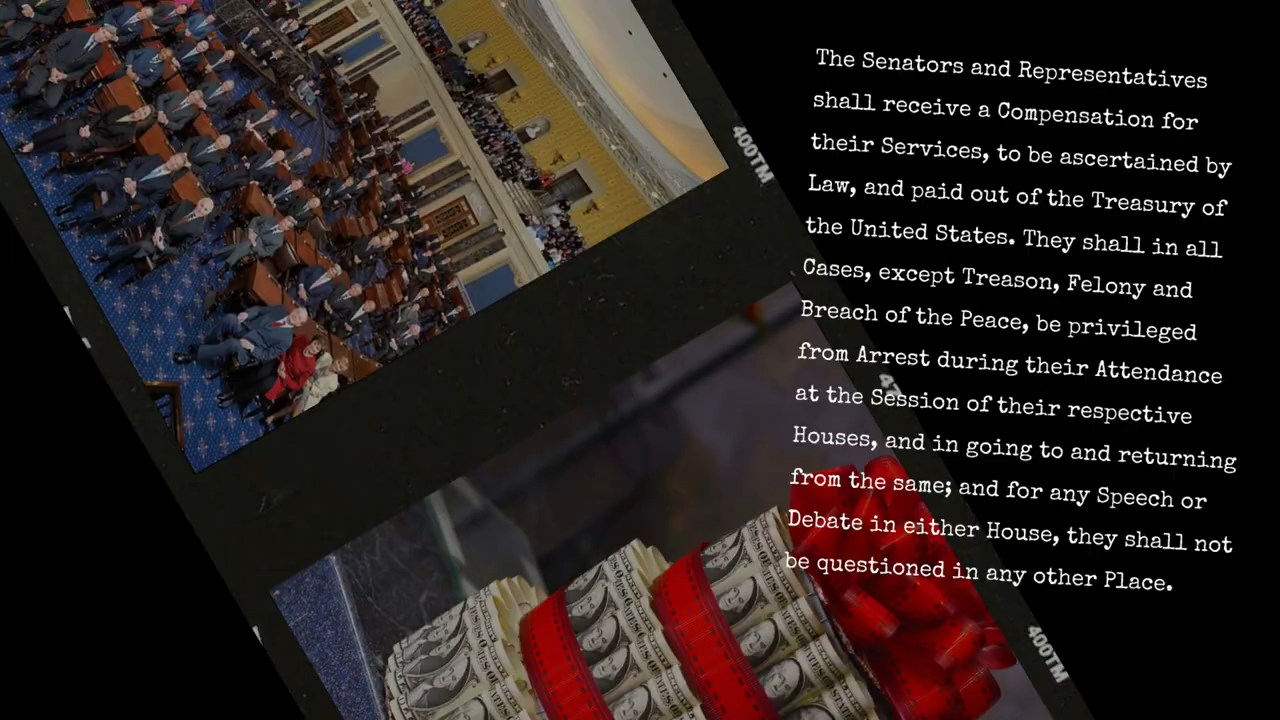 The Senators and Representatives
shall receive a Compensation for
their Services, to be ascertained by
Law, and paid out of the Treasury of
the United States. They shall in all
Cases, except Treason, Felony and
Breach of the Peace, be privileged
from Arrest during their Attendance
at the Session of their respective
Houses, and in going to and returning
from the same; and for any Speech or
Debate in either House, they shall not
be questioned in any other Place.
400TM
400TM